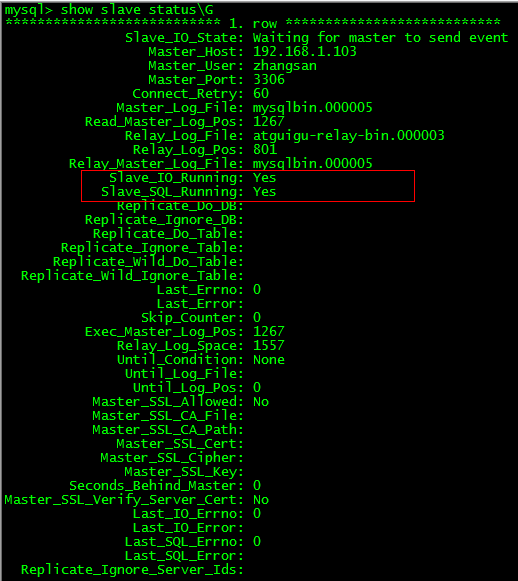 mysql> show slave status\G
*************************** 1. row ***************************
Slave_IO_State: Waiting for master to send event
Master_Host: 192.168.1.103
Master_User: zhangsan
Master_Port: 3306
Connect_Retry: 60
Master_Log_File: mysqlbin.000005
Read_Master_Log_Pos: 1267
Relay_Log_File: atguigu-relay-bin.000003
Relay_Log_Pos: 801
Relay_Master_Log_File: mysqlbin.000005
Slave_IO_Running: Yes
Slave_SQL_Running: Yes
Replicate_Do_DB:
Replicate_Ignore_DB:
Replicate_Do_Table:
Replicate_Ignore_Table:
Replicate_Wild_Do_Table:
Replicate_Wild_Ignore_Table:
Last_Errno: 0
Last_Error:
Skip_Counter: 0
Exec_Master_Log_Pos: 1267
Relay_Log_Space: 1557
Until_Condition: None
Until_Log_File:
Until_Log_Pos: 0
Master_SSL_Allowed: No
Master_SSL_CA_File:
Master_SSL_CA_Path:
Master_SSL_Cert:
Master_SSL_Cipher:
Master_SSL_Key:
Seconds_Behind_Master: 0
Master_SSL_Verify_Server_Cert: No
Last_IO_Errno: 0
Last_IO_Error:
Last_SQL_Errno: 0
Last_SQL_Error:
Replicate_Ignore_Server_Ids: